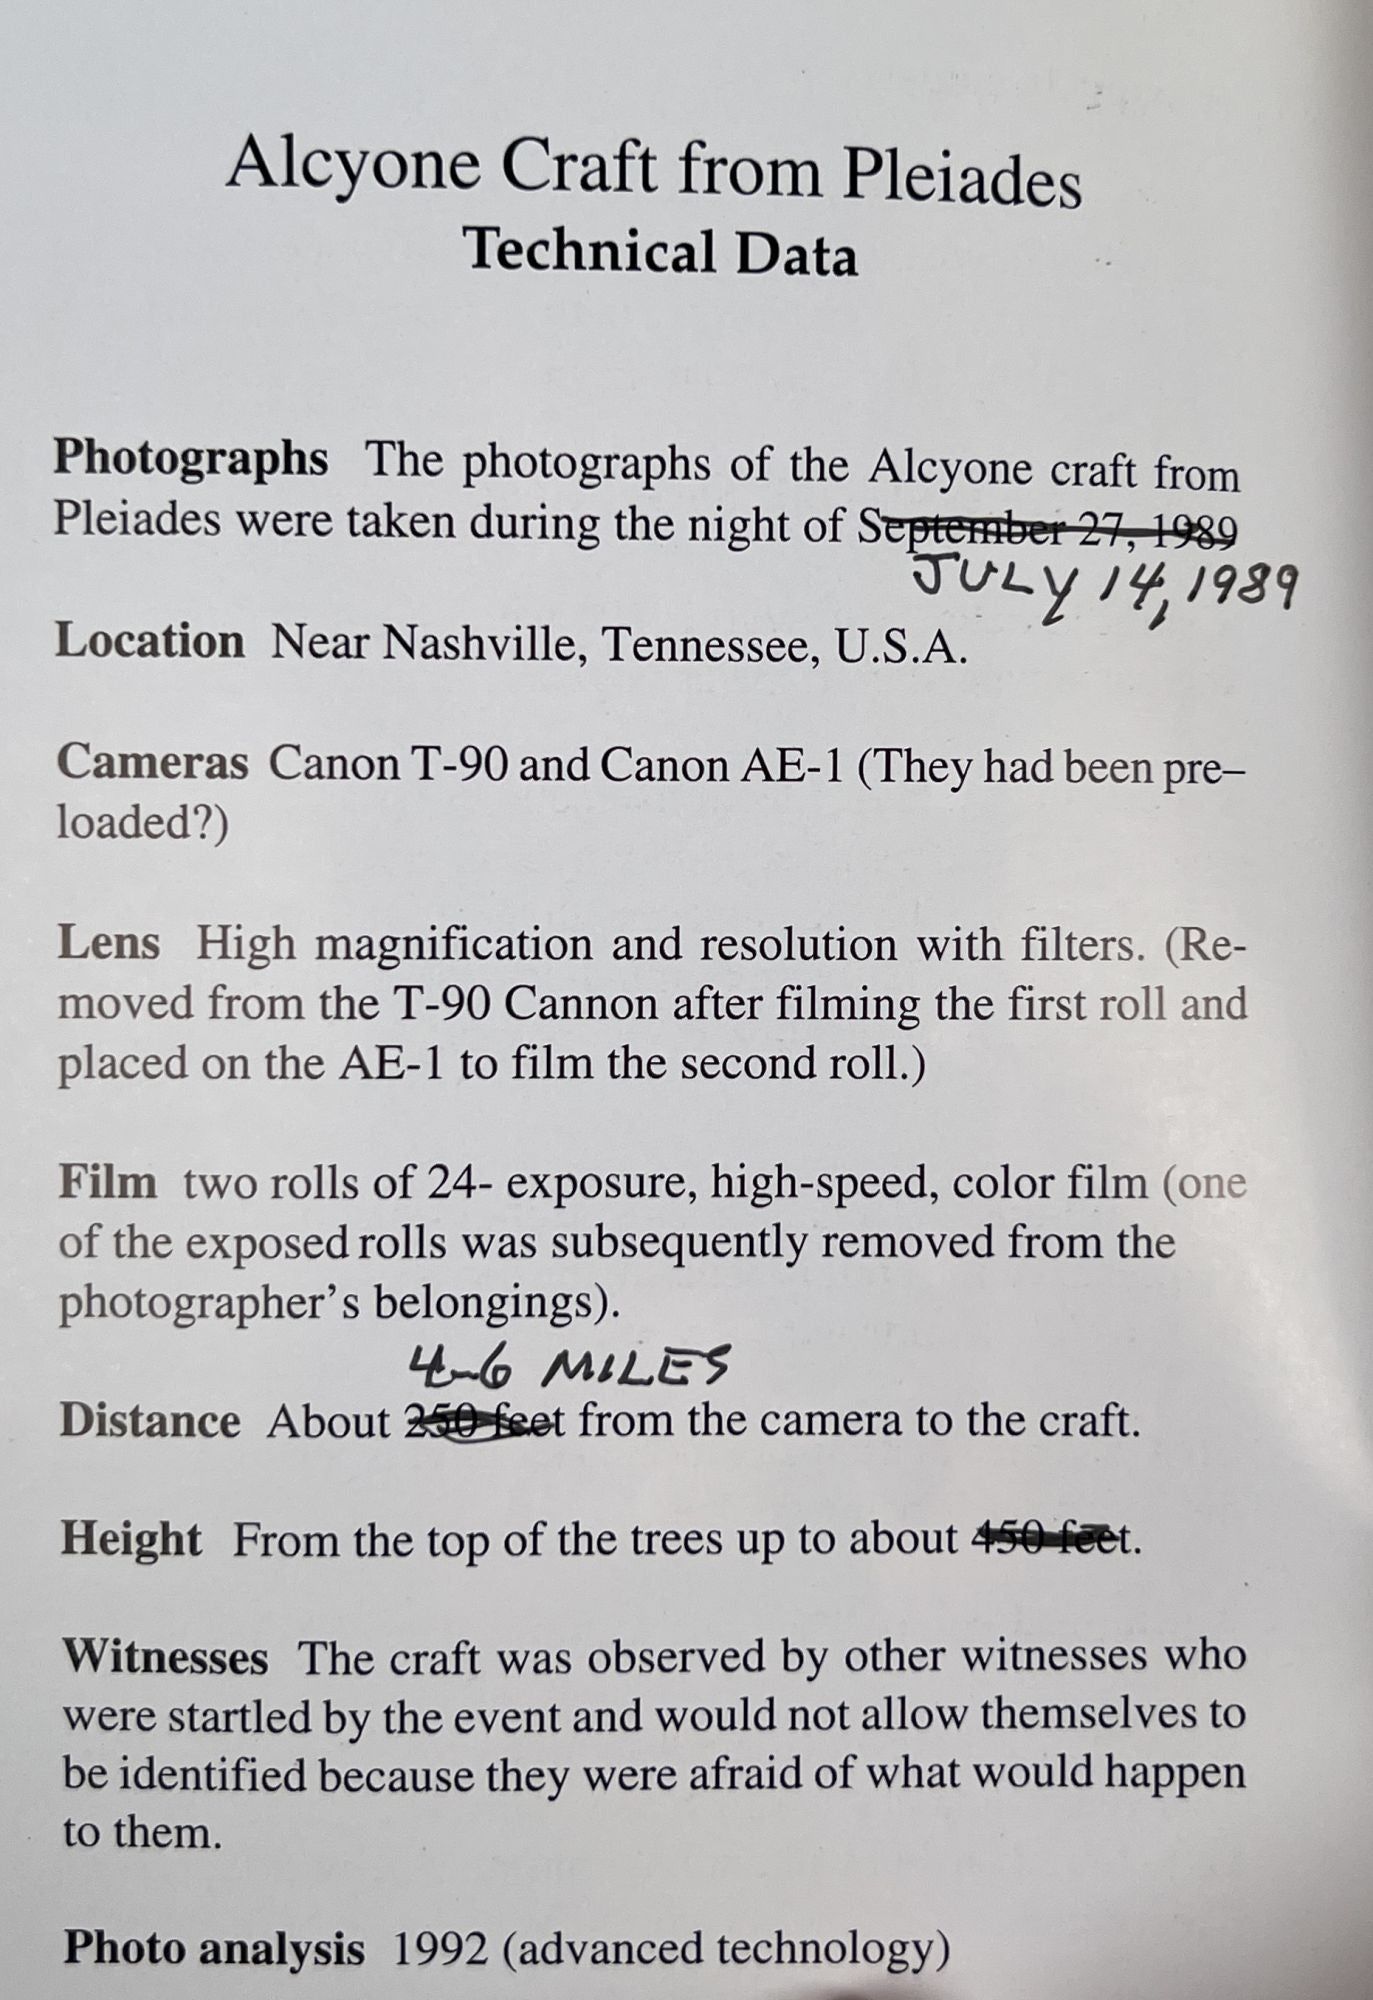 Alcyone Craft from Pleiades
Technical Data
Photographs The photographs of the Alcyone craft from
Pleiades were taken during the night of September 27, 1989
JULY 14, 1989
Location Near Nashville, Tennessee, U.S.A.
Cameras Canon T-90 and Canon AE-1 (They had been pre–
loaded?)
Lens High magnification and resolution with filters. (Re-
moved from the T-90 Cannon after filming the first roll and
placed on the AE-1 to film the second roll.)
Film two rolls of 24- exposure, high-speed, color film (one
of the exposed rolls was subsequently removed from the
photographer's belongings).
4-6 MILES
Distance About 250 feet from the camera to the craft.
Height From the top of the trees up to about 450 feet.
Witnesses The craft was observed by other witnesses who
were startled by the event and would not allow themselves to
be identified because they were afraid of what would happen
to them.
Photo analysis 1992 (advanced technology)